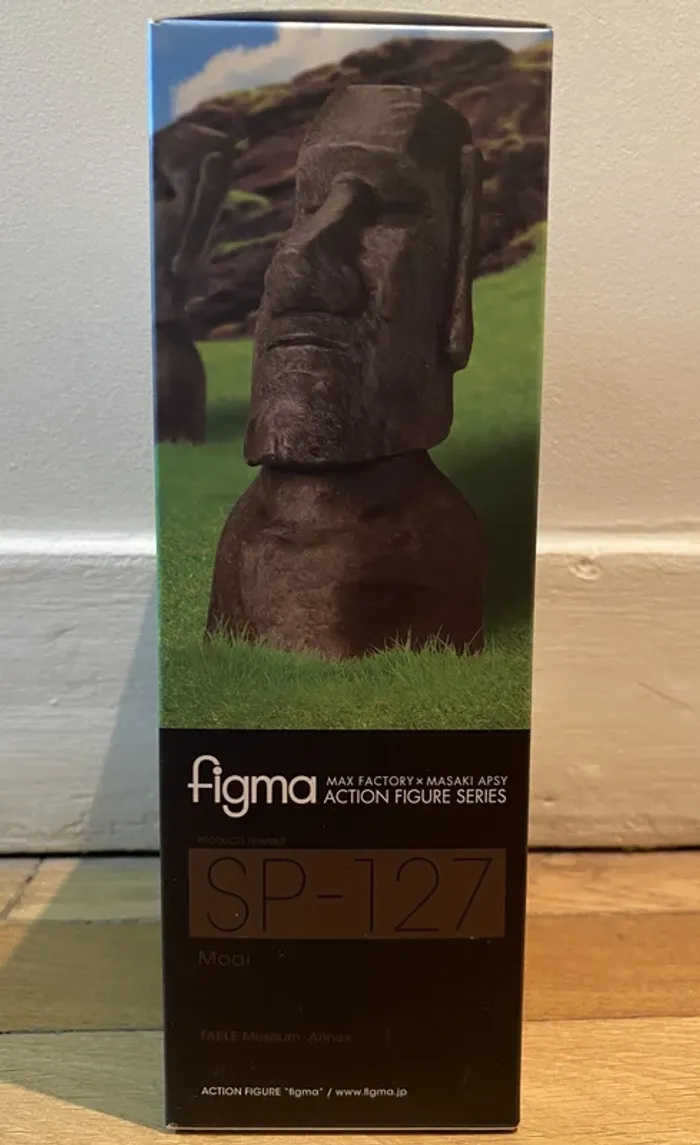 figma MAX FACTORY × MASAKI APSY
ACTION FIGURE SERIES
PRODUCTS NUMBER
SP-127
Moai
TABLE Museum -Annex-
ACTION FIGURE "figma" / www.figma.jp